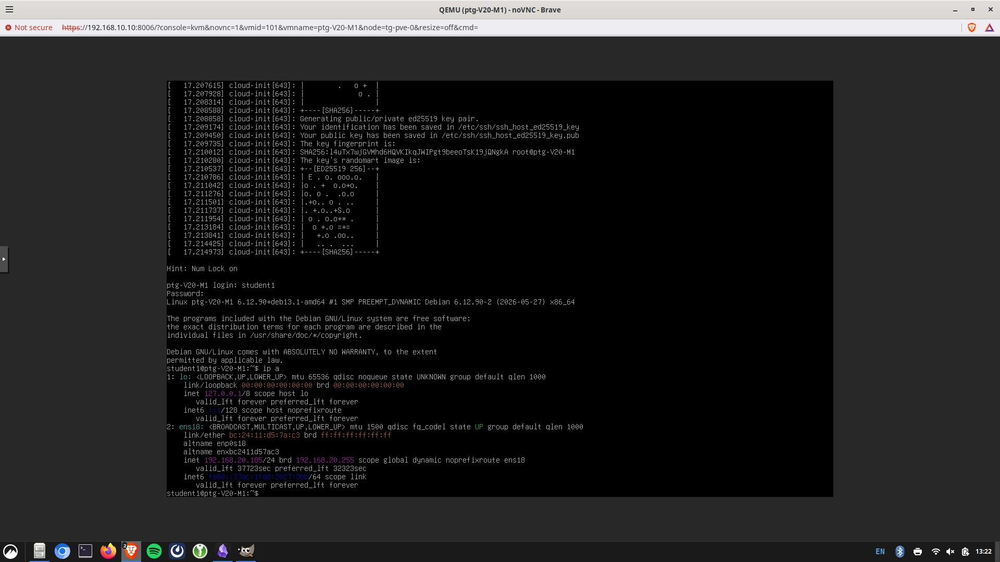 QEMU (ptg-V20-M1) - noVNC - Brave
Not secure https://192.168.10.10:8006/?console=kvm&novnc=1&vmid=101&vmname=ptg-V20-M1&node=tg-pve-0&resize=off&cmd=
[   17.207615] cloud-init[643]: |        .   o +  |
[   17.207928] cloud-init[643]: |             o . |
[   17.208314] cloud-init[643]: |                 |
[   17.208588] cloud-init[643]: +----[SHA256]-----+
[   17.208858] cloud-init[643]: Generating public/private ed25519 key pair.
[   17.209174] cloud-init[643]: Your identification has been saved in /etc/ssh/ssh_host_ed25519_key
[   17.209450] cloud-init[643]: Your public key has been saved in /etc/ssh/ssh_host_ed25519_key.pub
[   17.209735] cloud-init[643]: The key fingerprint is:
[   17.210012] cloud-init[643]: SHA256:l4uTx7wjGVMhd6HQVKIkqJWIPgt9beeoTsK19jQNgkA root@ptg-V20-M1
[   17.210280] cloud-init[643]: The key's randomart image is:
[   17.210537] cloud-init[643]: +--[ED25519 256]--+
[   17.210786] cloud-init[643]: | E . o. ooo.o.   |
[   17.211042] cloud-init[643]: |o . +  o.o+o.    |
[   17.211276] cloud-init[643]: |o. o .  .o.o     |
[   17.211501] cloud-init[643]: |.+o.. o . ..     |
[   17.211737] cloud-init[643]: |. +.o..+S.o      |
[   17.211954] cloud-init[643]: | o . o.o+* .     |
[   17.213184] cloud-init[643]: |  o +.o =+=      |
[   17.213841] cloud-init[643]: |   +.o .oo..     |
[   17.214425] cloud-init[643]: |   .. .  ...     |
[   17.214973] cloud-init[643]: +----[SHA256]-----+
Hint: Num Lock on
ptg-V20-M1 login: student1
Password:
Linux ptg-V20-M1 6.12.90+deb13.1-amd64 #1 SMP PREEMPT_DYNAMIC Debian 6.12.90-2 (2026-05-27) x86_64
The programs included with the Debian GNU/Linux system are free software;
the exact distribution terms for each program are described in the
individual files in /usr/share/doc/*/copyright.
Debian GNU/Linux comes with ABSOLUTELY NO WARRANTY, to the extent
permitted by applicable law.
student1@ptg-V20-M1:~$ ip a
1: lo: <LOOPBACK,UP,LOWER_UP> mtu 65536 qdisc noqueue state UNKNOWN group default qlen 1000
    link/loopback 00:00:00:00:00:00 brd 00:00:00:00:00:00
    inet 127.0.0.1/8 scope host lo
       valid_lft forever preferred_lft forever
    inet6 ::1/128 scope host noprefixroute
       valid_lft forever preferred_lft forever
2: ens18: <BROADCAST,MULTICAST,UP,LOWER_UP> mtu 1500 qdisc fq_codel state UP group default qlen 1000
    link/ether bc:24:11:d5:7a:c3 brd ff:ff:ff:ff:ff:ff
    altname enp0s18
    altname enxbc2411d57ac3
    inet 192.168.20.185/24 brd 192.168.20.255 scope global dynamic noprefixroute ens18
       valid_lft 37723sec preferred_lft 32323sec
    inet6 fe80::37ac:1fa8:2027:3bb/64 scope link
       valid_lft forever preferred_lft forever
student1@ptg-V20-M1:~$
2
EN
13:22